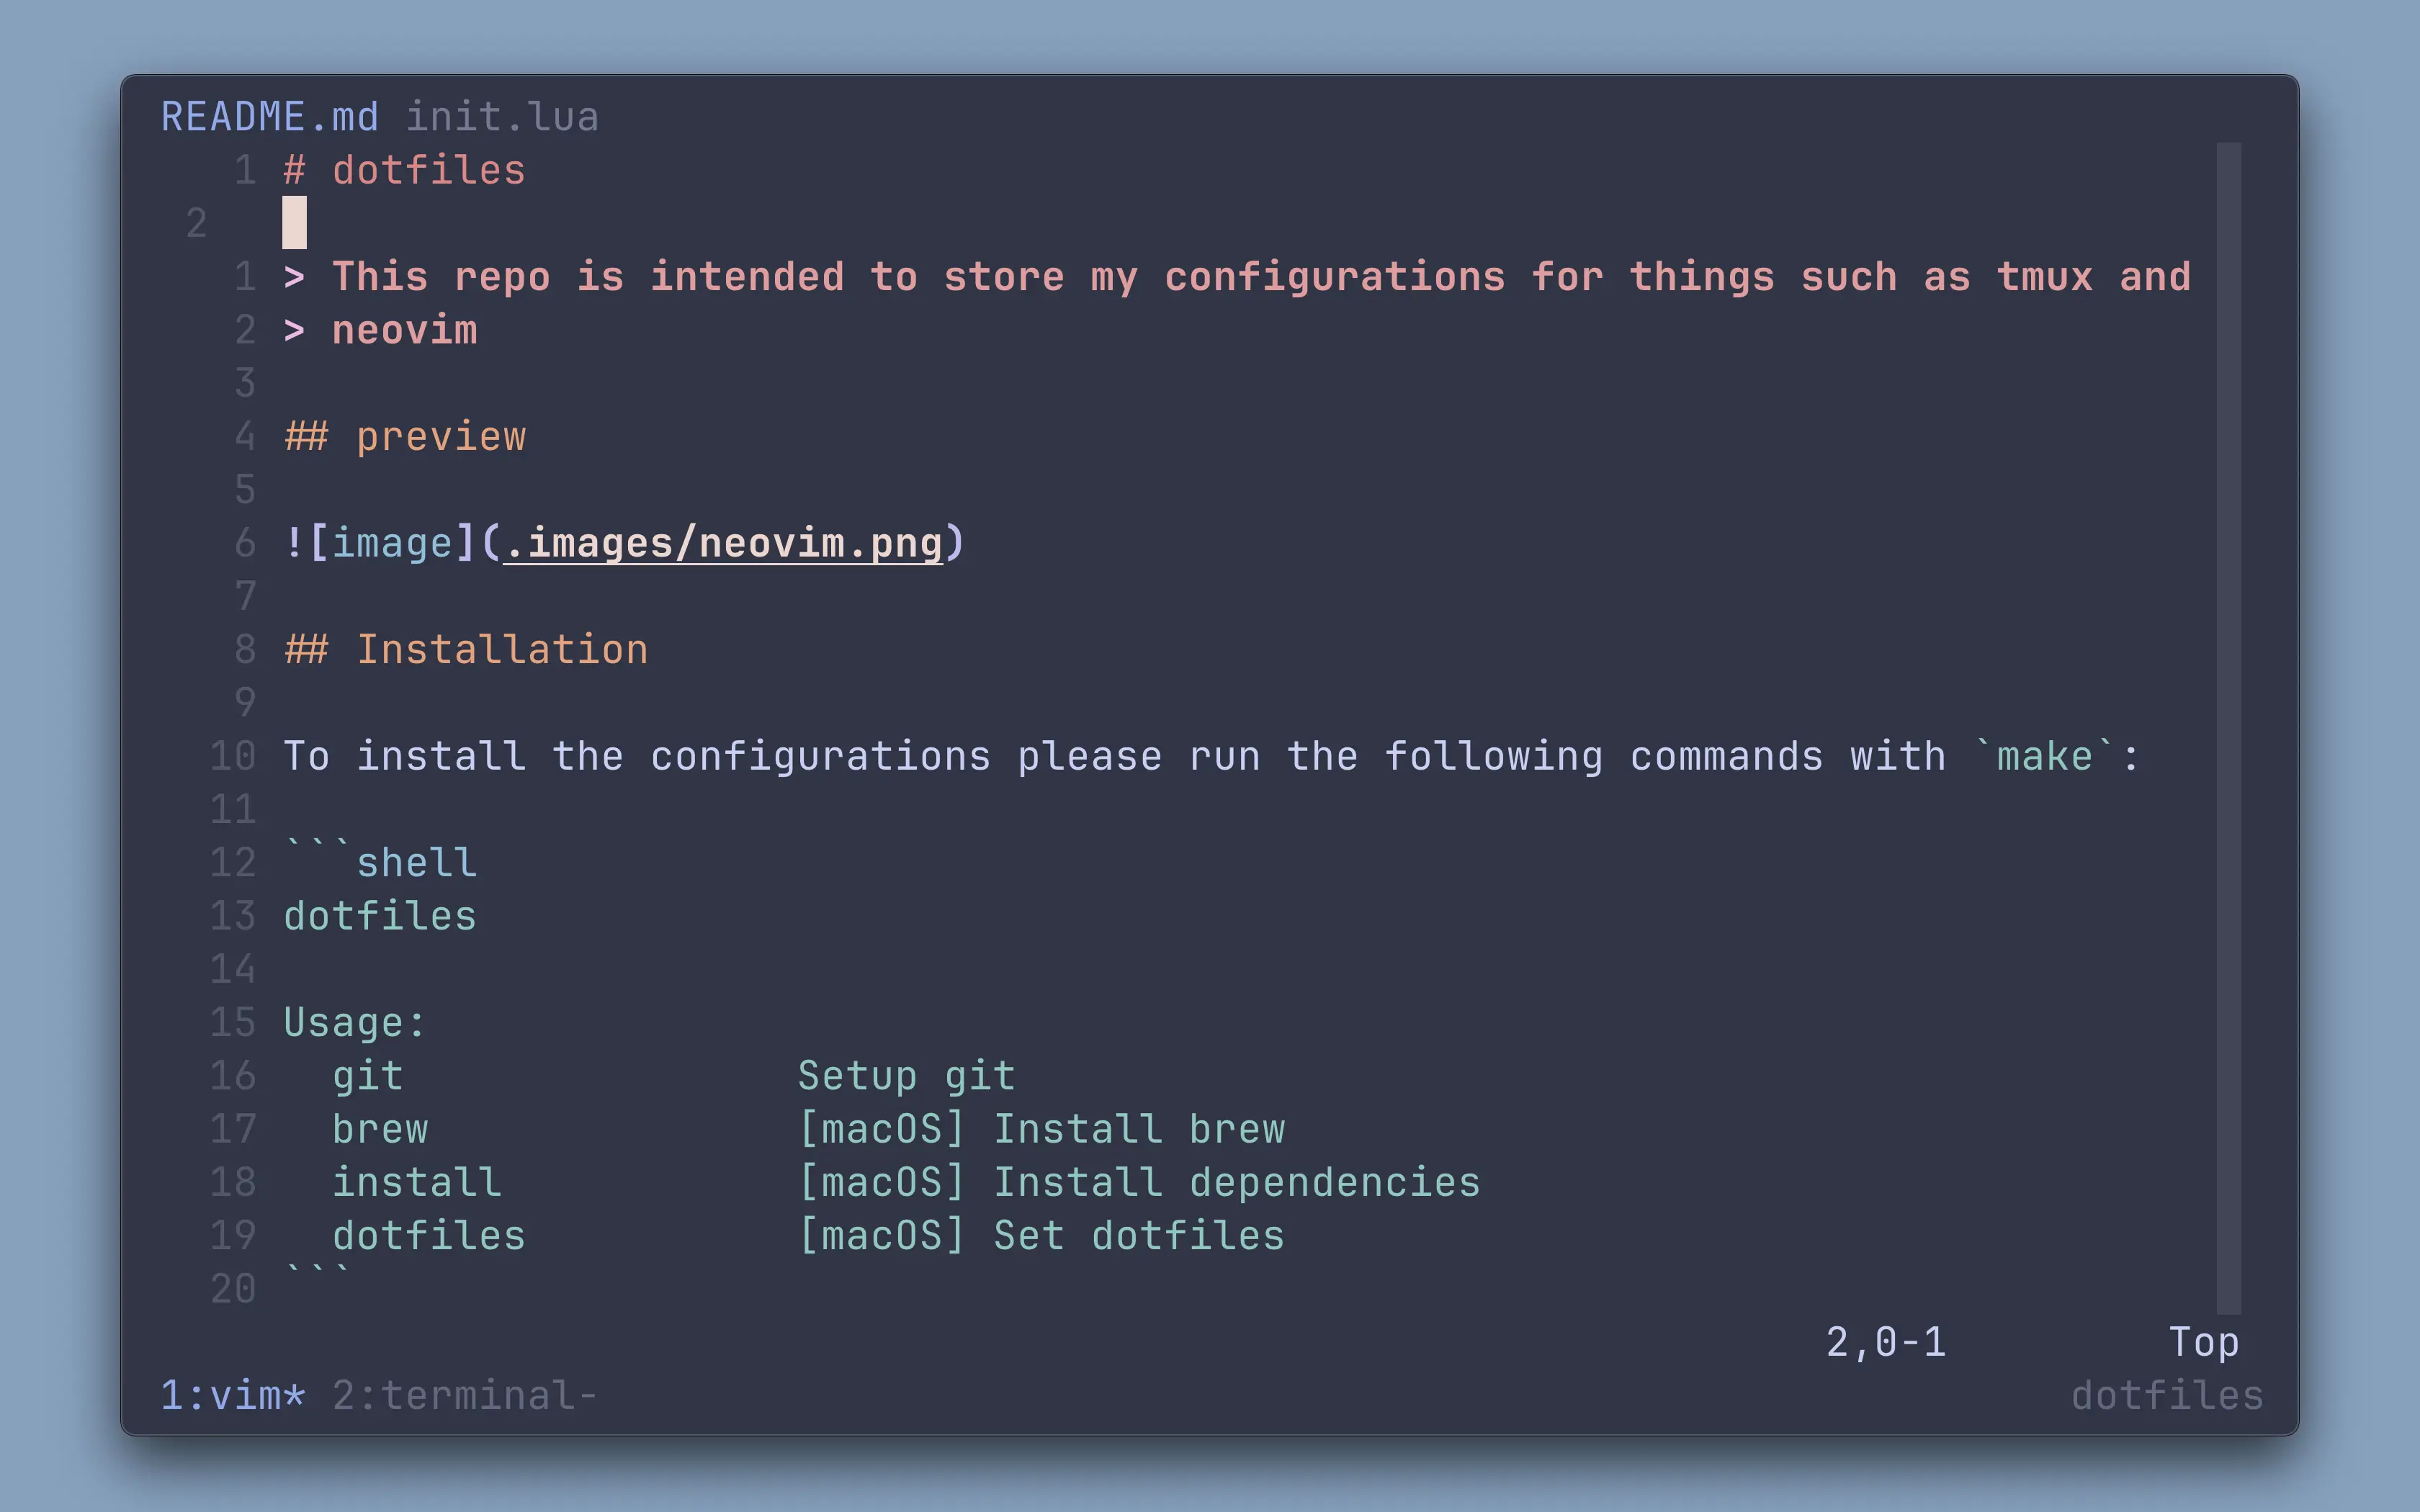 README.md init.lua
1 # dotfiles
2
1 > This repo is intended to store my configurations for things such as tmux and
2 > neovim
3
4 ## preview
5
6 ![image](.images/neovim.png)
7
8 ## Installation
9
10 To install the configurations please run the following commands with `make`:
11
12 ```shell
13 dotfiles
14
15 Usage:
16   git                Setup git
17   brew               [macOS] Install brew
18   install            [macOS] Install dependencies
19   dotfiles           [macOS] Set dotfiles
20 ```
2,0-1 Top
1:vim* 2:terminal- dotfiles